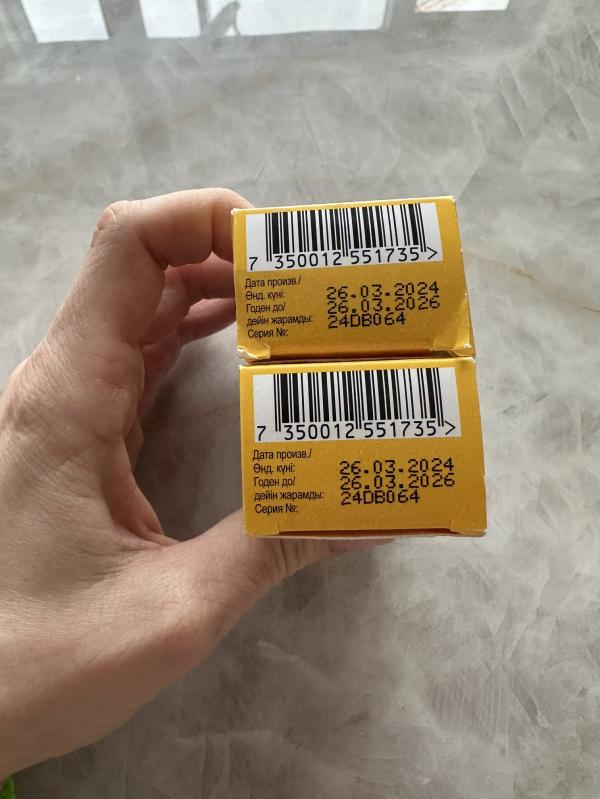 7 350012 551735 >
Дата произв./
Өнд. күні: 26.03.2024
Годен до/ 26.03.2026
дейін жарамды: 24DB064
Серия №:
7 350012 551735 >
Дата произв./
Өнд. күні: 26.03.2024
Годен до/ 26.03.2026
дейін жарамды: 24DB064
Серия №: